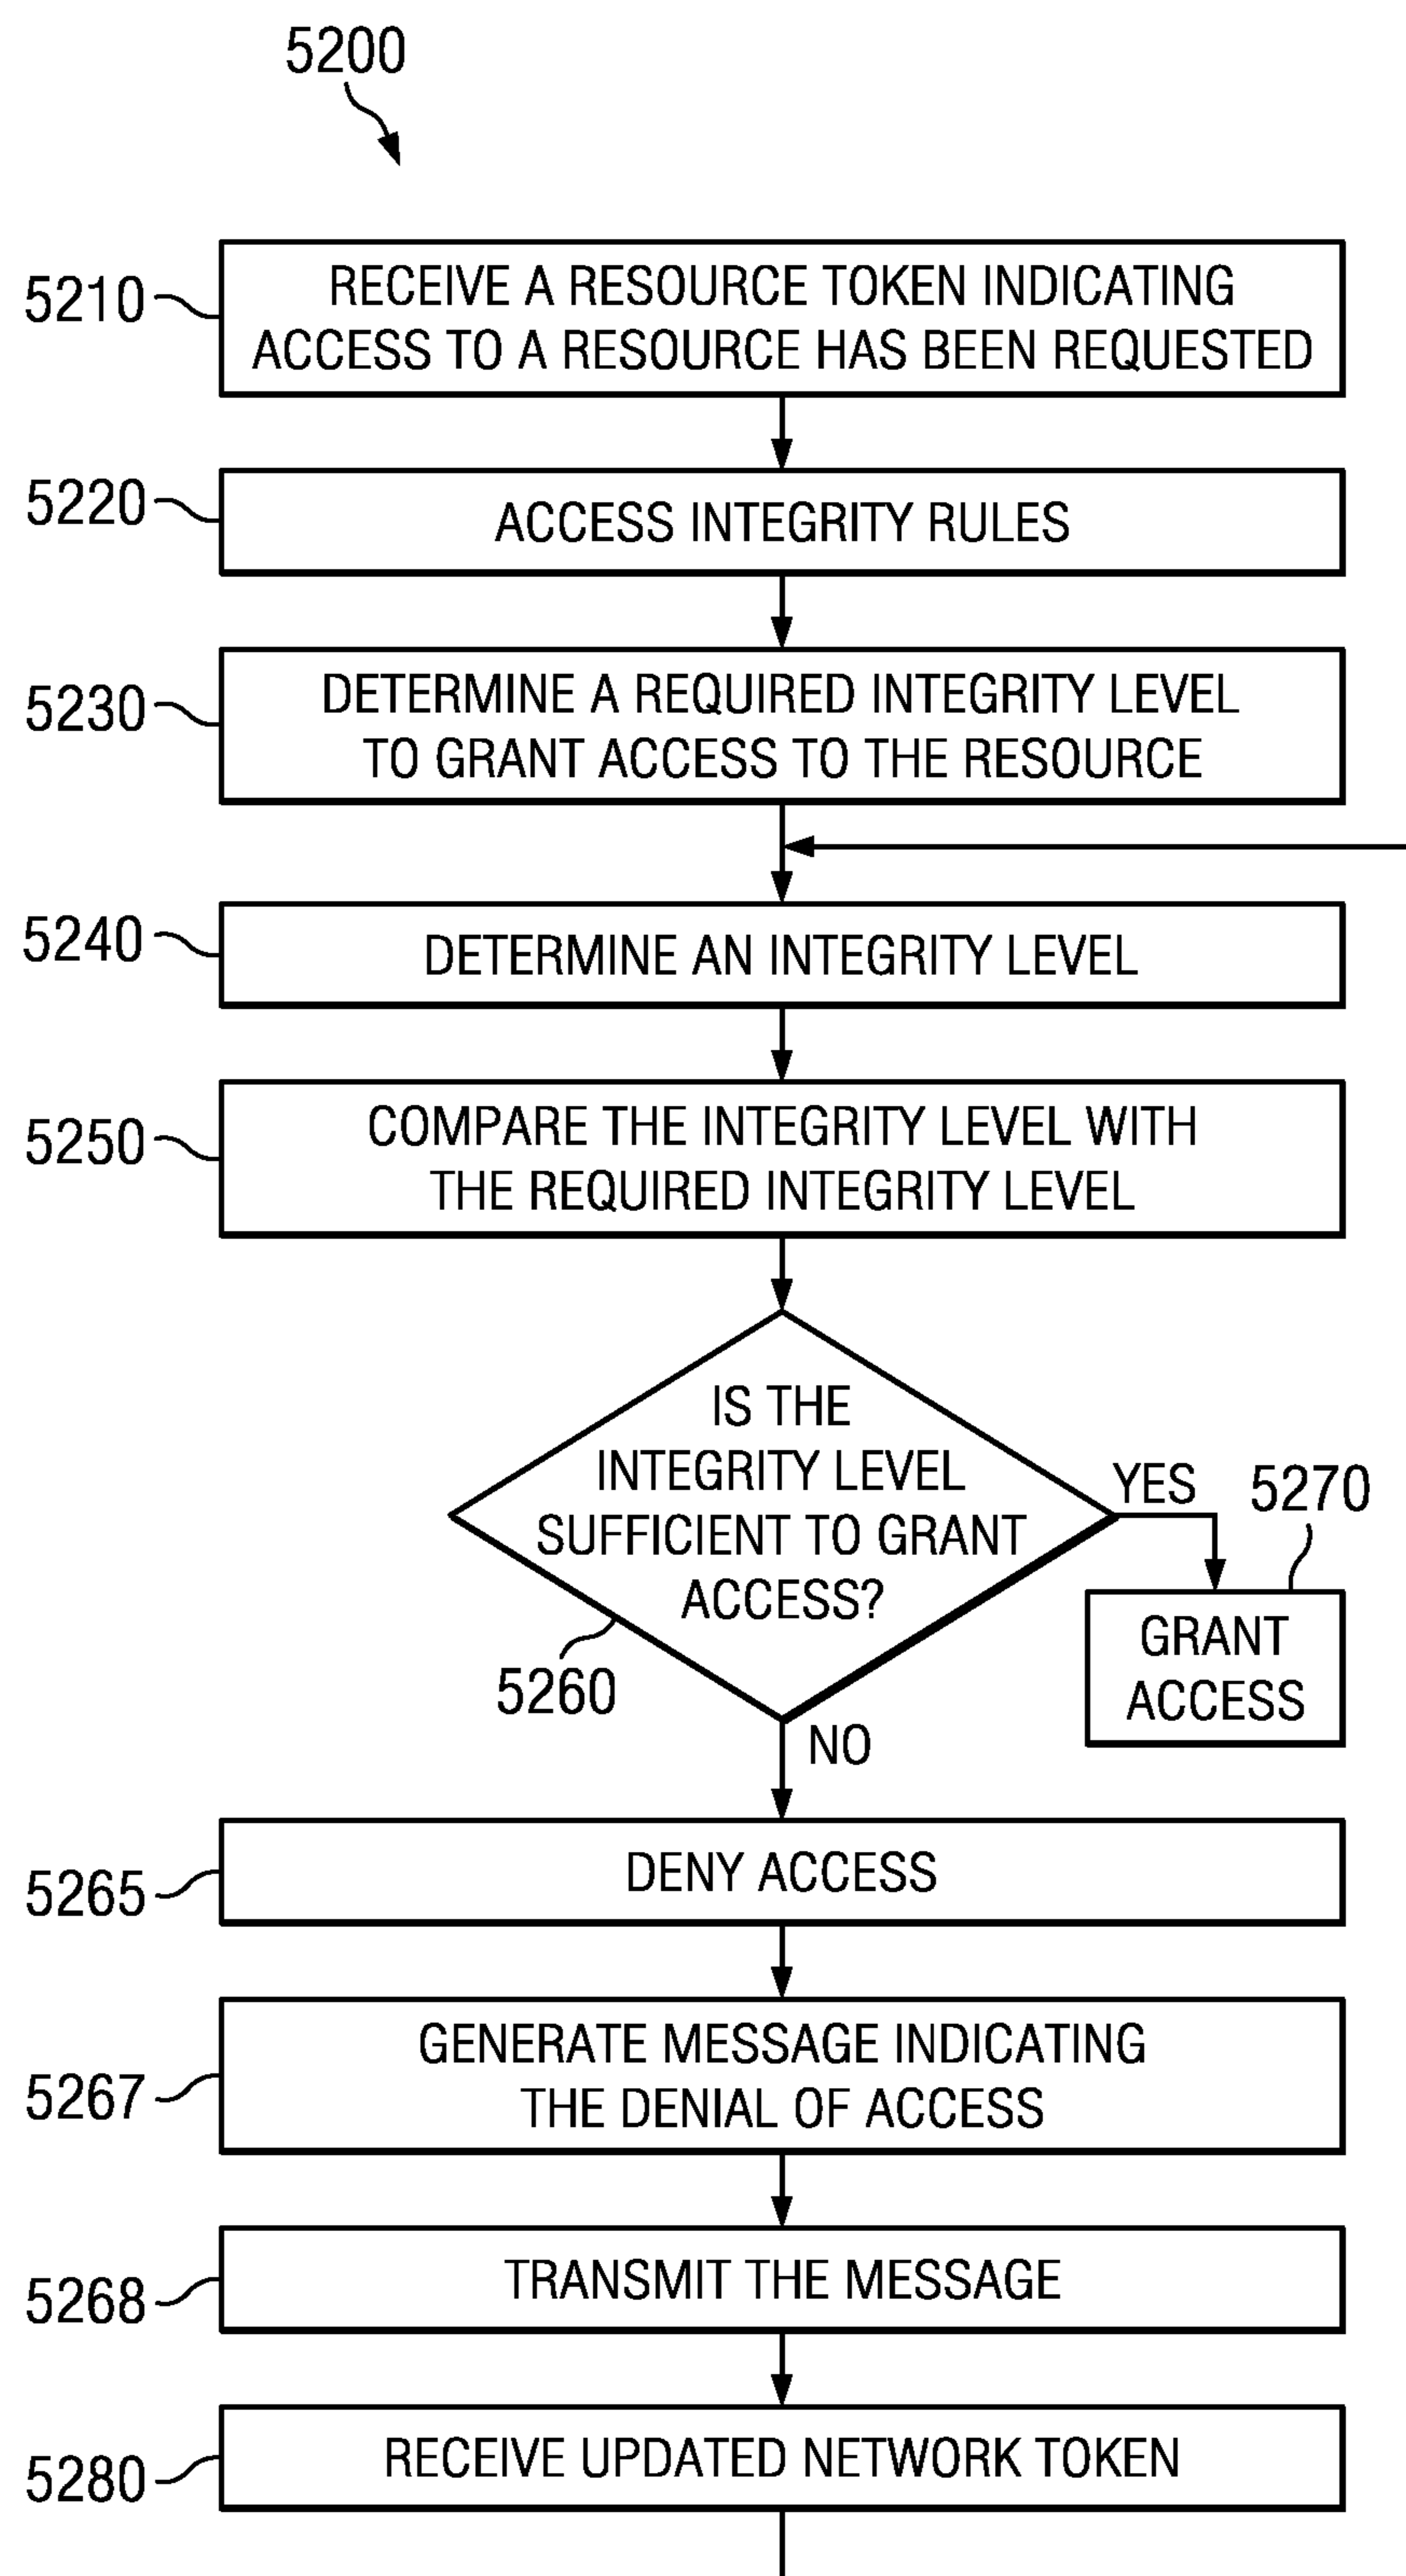 5200
5210
RECEIVE A RESOURCE TOKEN INDICATING
ACCESS TO A RESOURCE HAS BEEN REQUESTED
5220
ACCESS INTEGRITY RULES
5230
DETERMINE A REQUIRED INTEGRITY LEVEL
TO GRANT ACCESS TO THE RESOURCE
5240
DETERMINE AN INTEGRITY LEVEL
5250
COMPARE THE INTEGRITY LEVEL WITH
THE REQUIRED INTEGRITY LEVEL
IS THE
INTEGRITY LEVEL
SUFFICIENT TO GRANT
ACCESS?
5260
YES
5270
GRANT
ACCESS
NO
5265
DENY ACCESS
5267
GENERATE MESSAGE INDICATING
THE DENIAL OF ACCESS
5268
TRANSMIT THE MESSAGE
5280
RECEIVE UPDATED NETWORK TOKEN